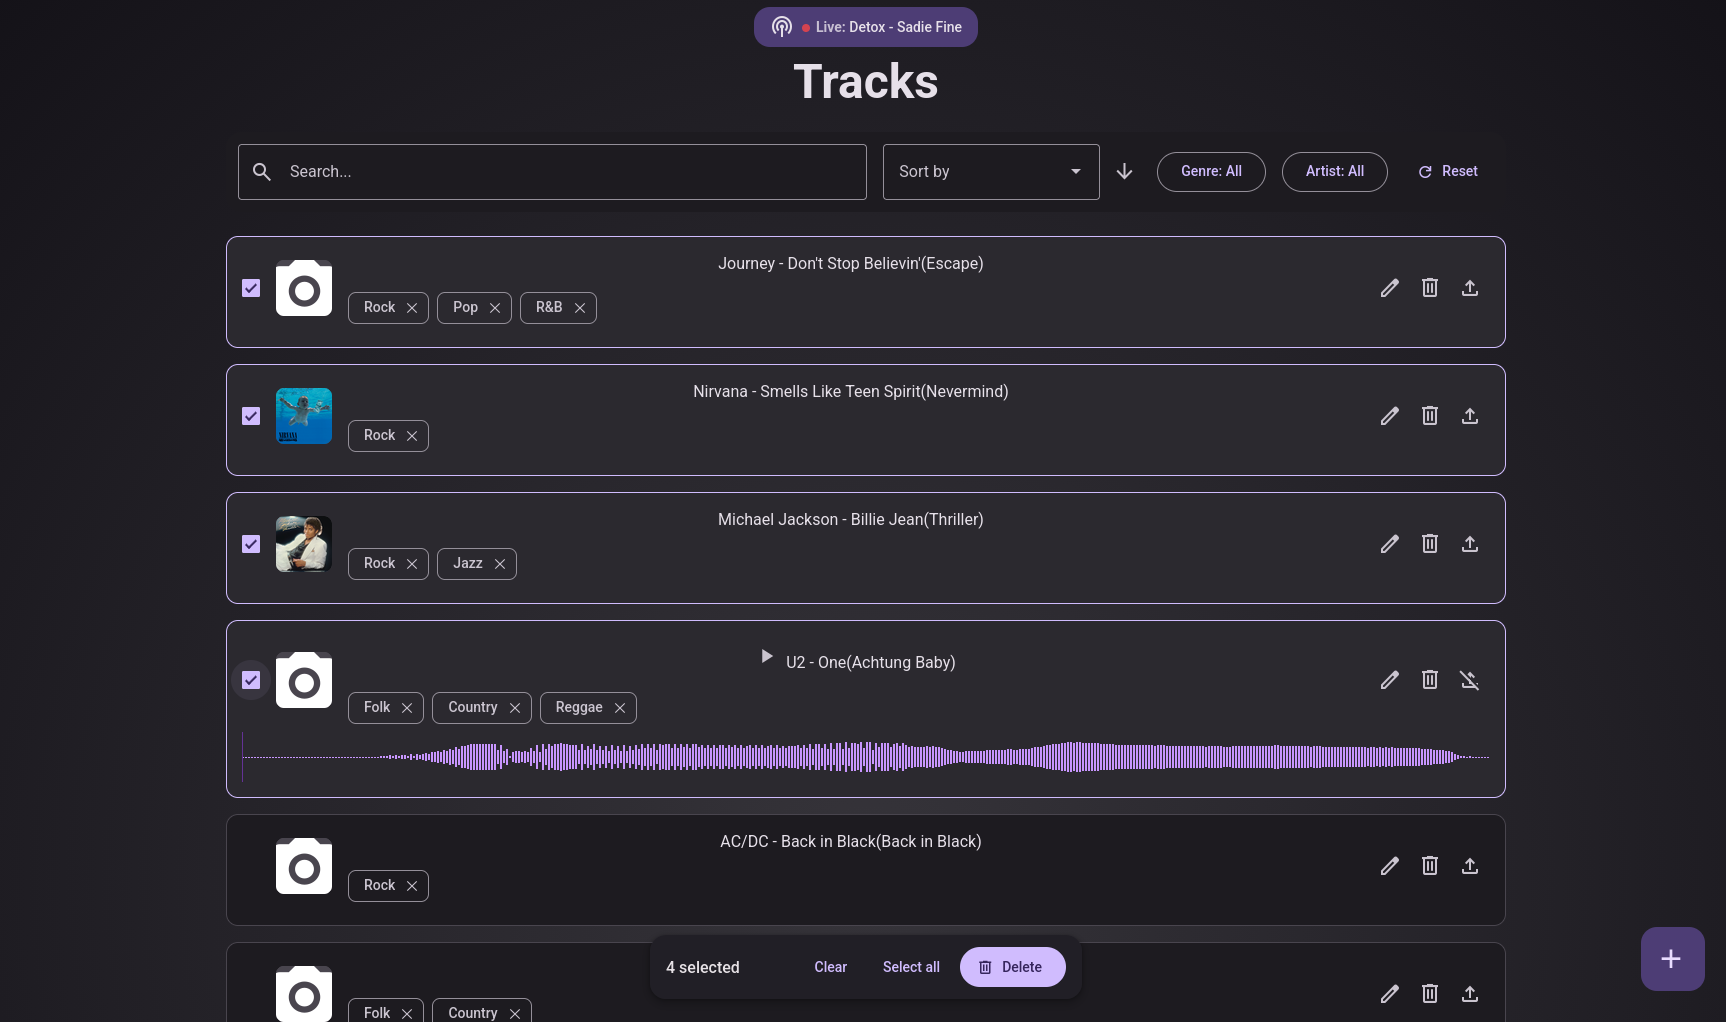 Live: Detox - Sadie Fine
Tracks
Search...
Sort by
Genre: All
Artist: All
Reset
Journey - Don't Stop Believin'(Escape)
Rock
Pop
R&B
Nirvana - Smells Like Teen Spirit(Nevermind)
Rock
Michael Jackson - Billie Jean(Thriller)
Rock
Jazz
U2 - One(Achtung Baby)
Folk
Country
Reggae
AC/DC - Back in Black(Back in Black)
Rock
4 selected
Clear
Select all
Delete
Folk
Country